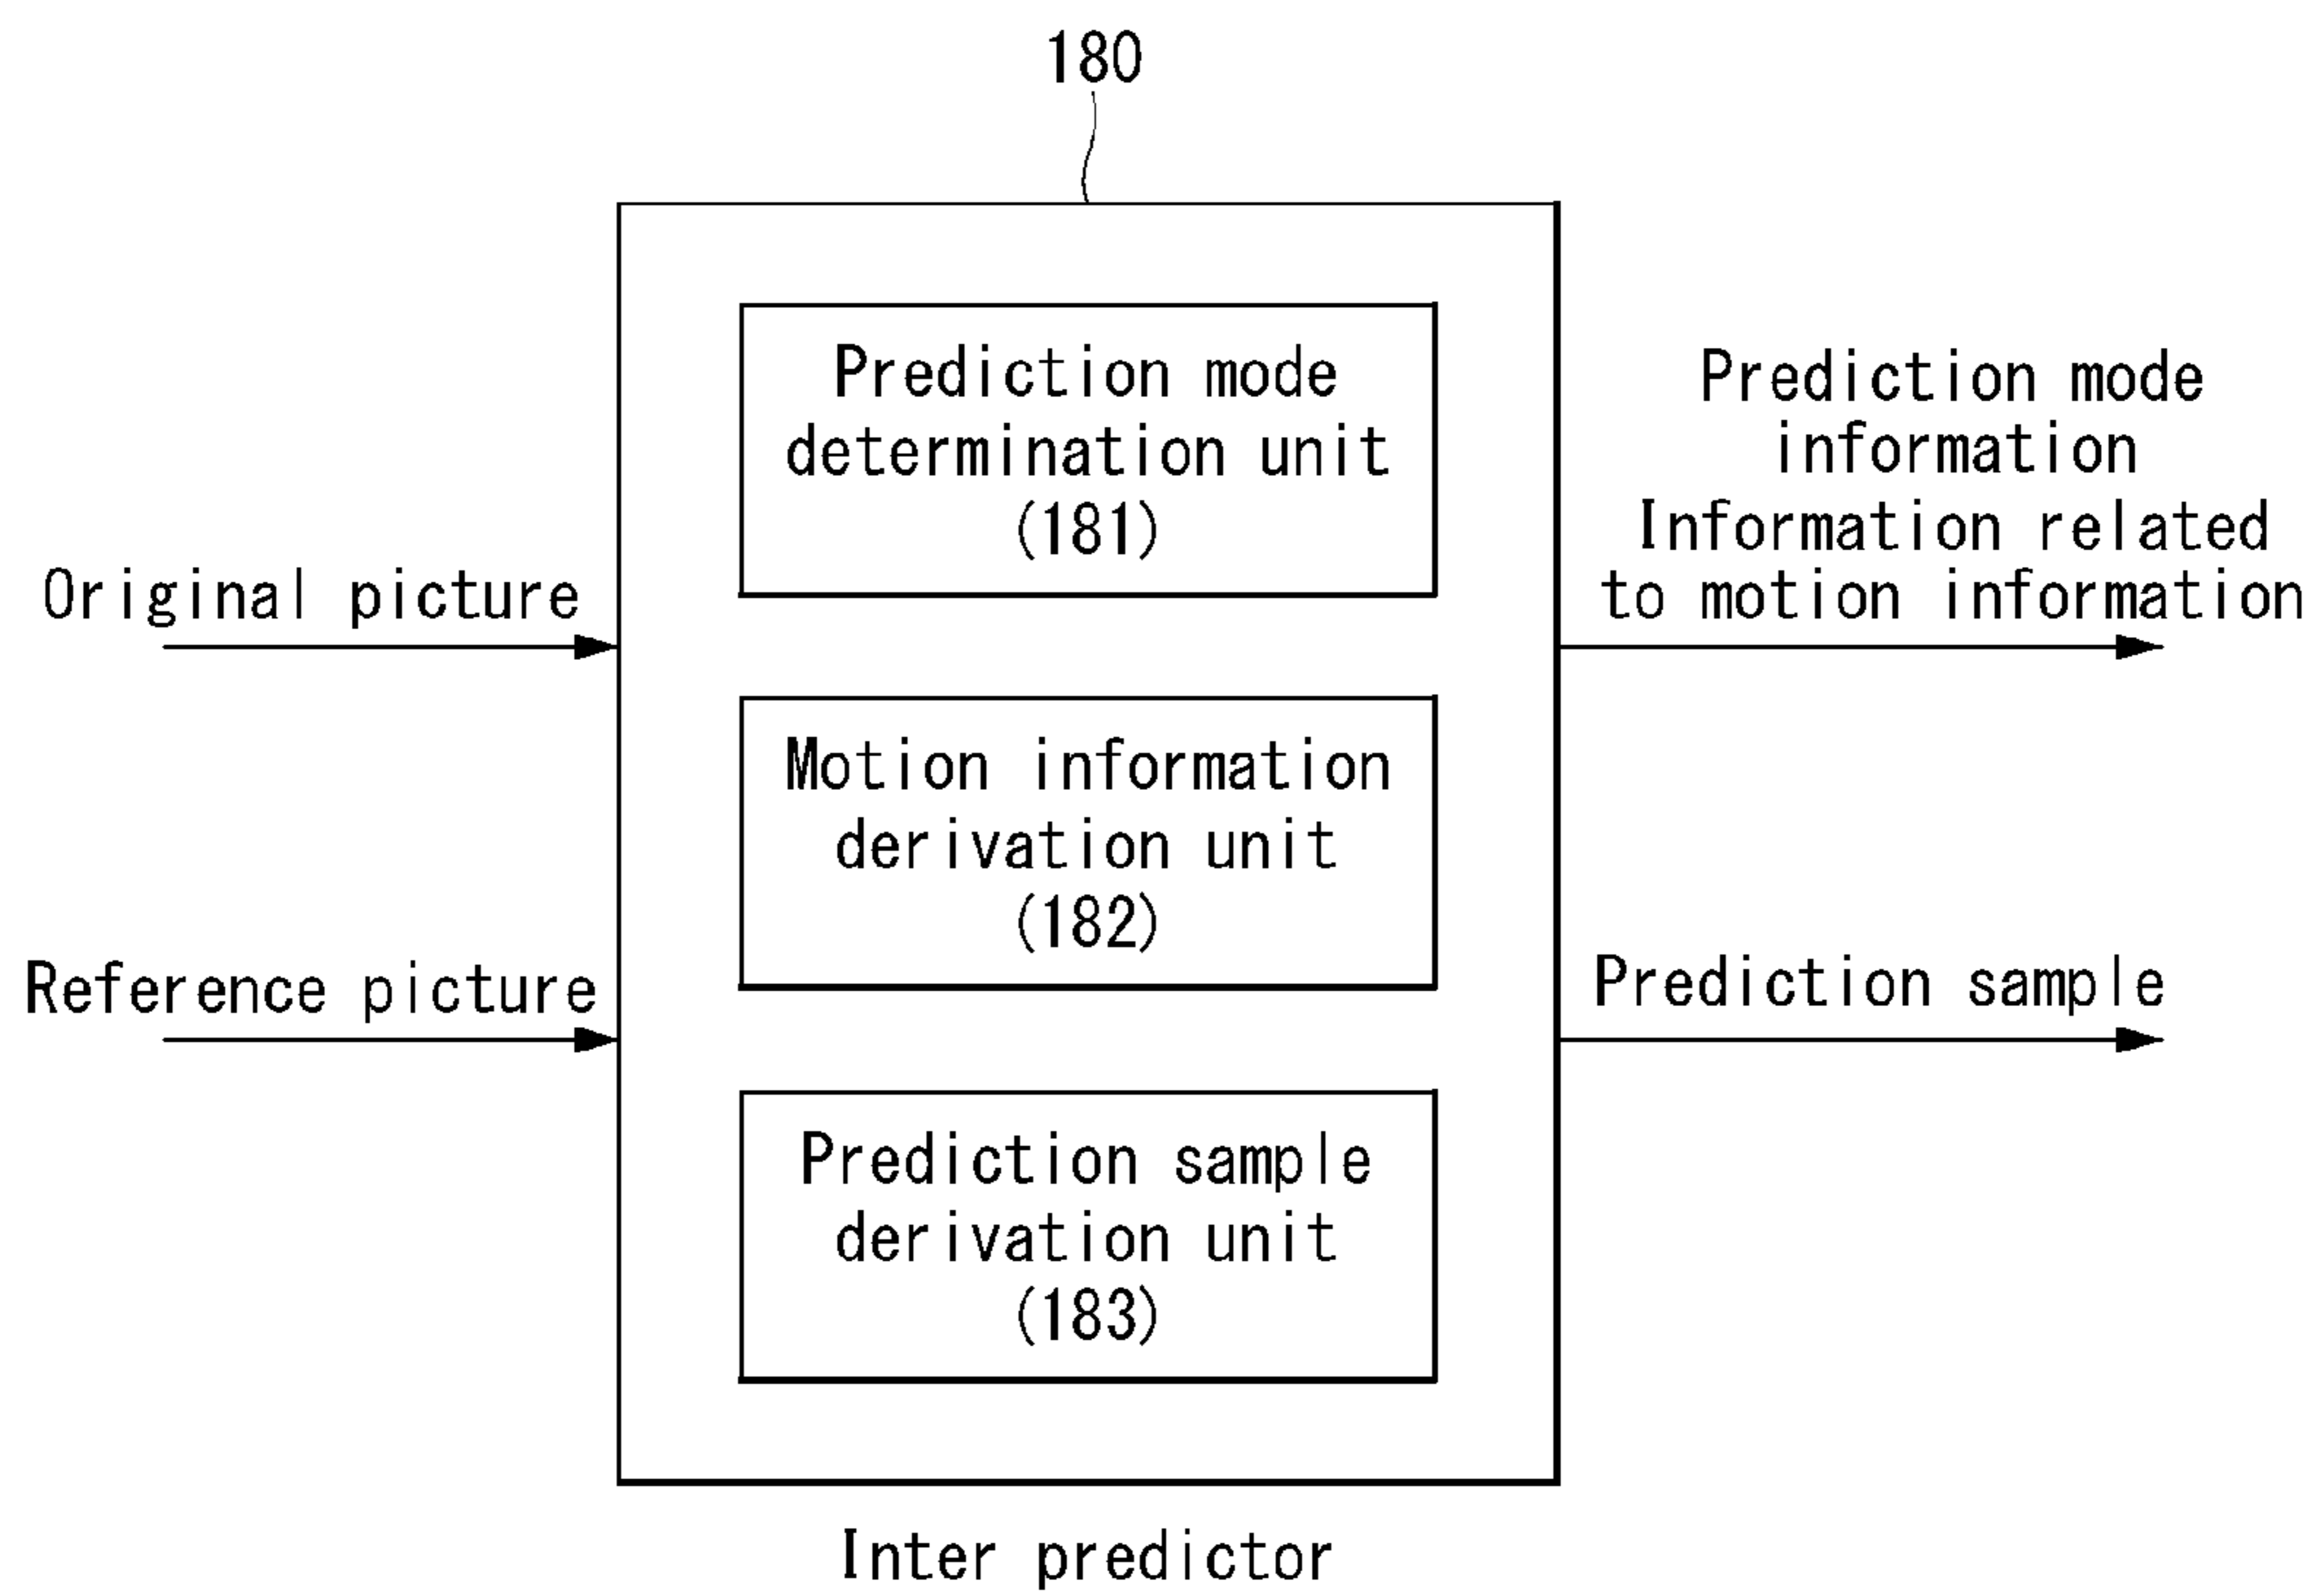 180
Prediction mode
determination unit
(181)
Prediction mode
information
Information related
to motion information
Original picture
Motion information
derivation unit
(182)
Reference picture
Prediction sample
Prediction sample
derivation unit
(183)
Inter predictor